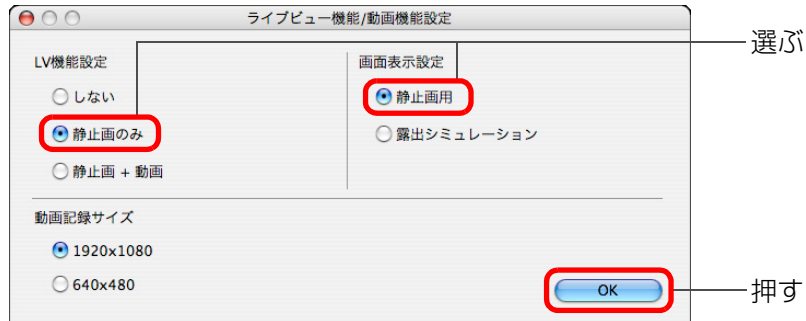 ライブビュー機能/動画機能設定
選ぶ
LV機能設定
しない
静止画のみ
静止画 + 動画
画面表示設定
静止画用
露出シミュレーション
動画記録サイズ
1920x1080
640x480
OK
押す